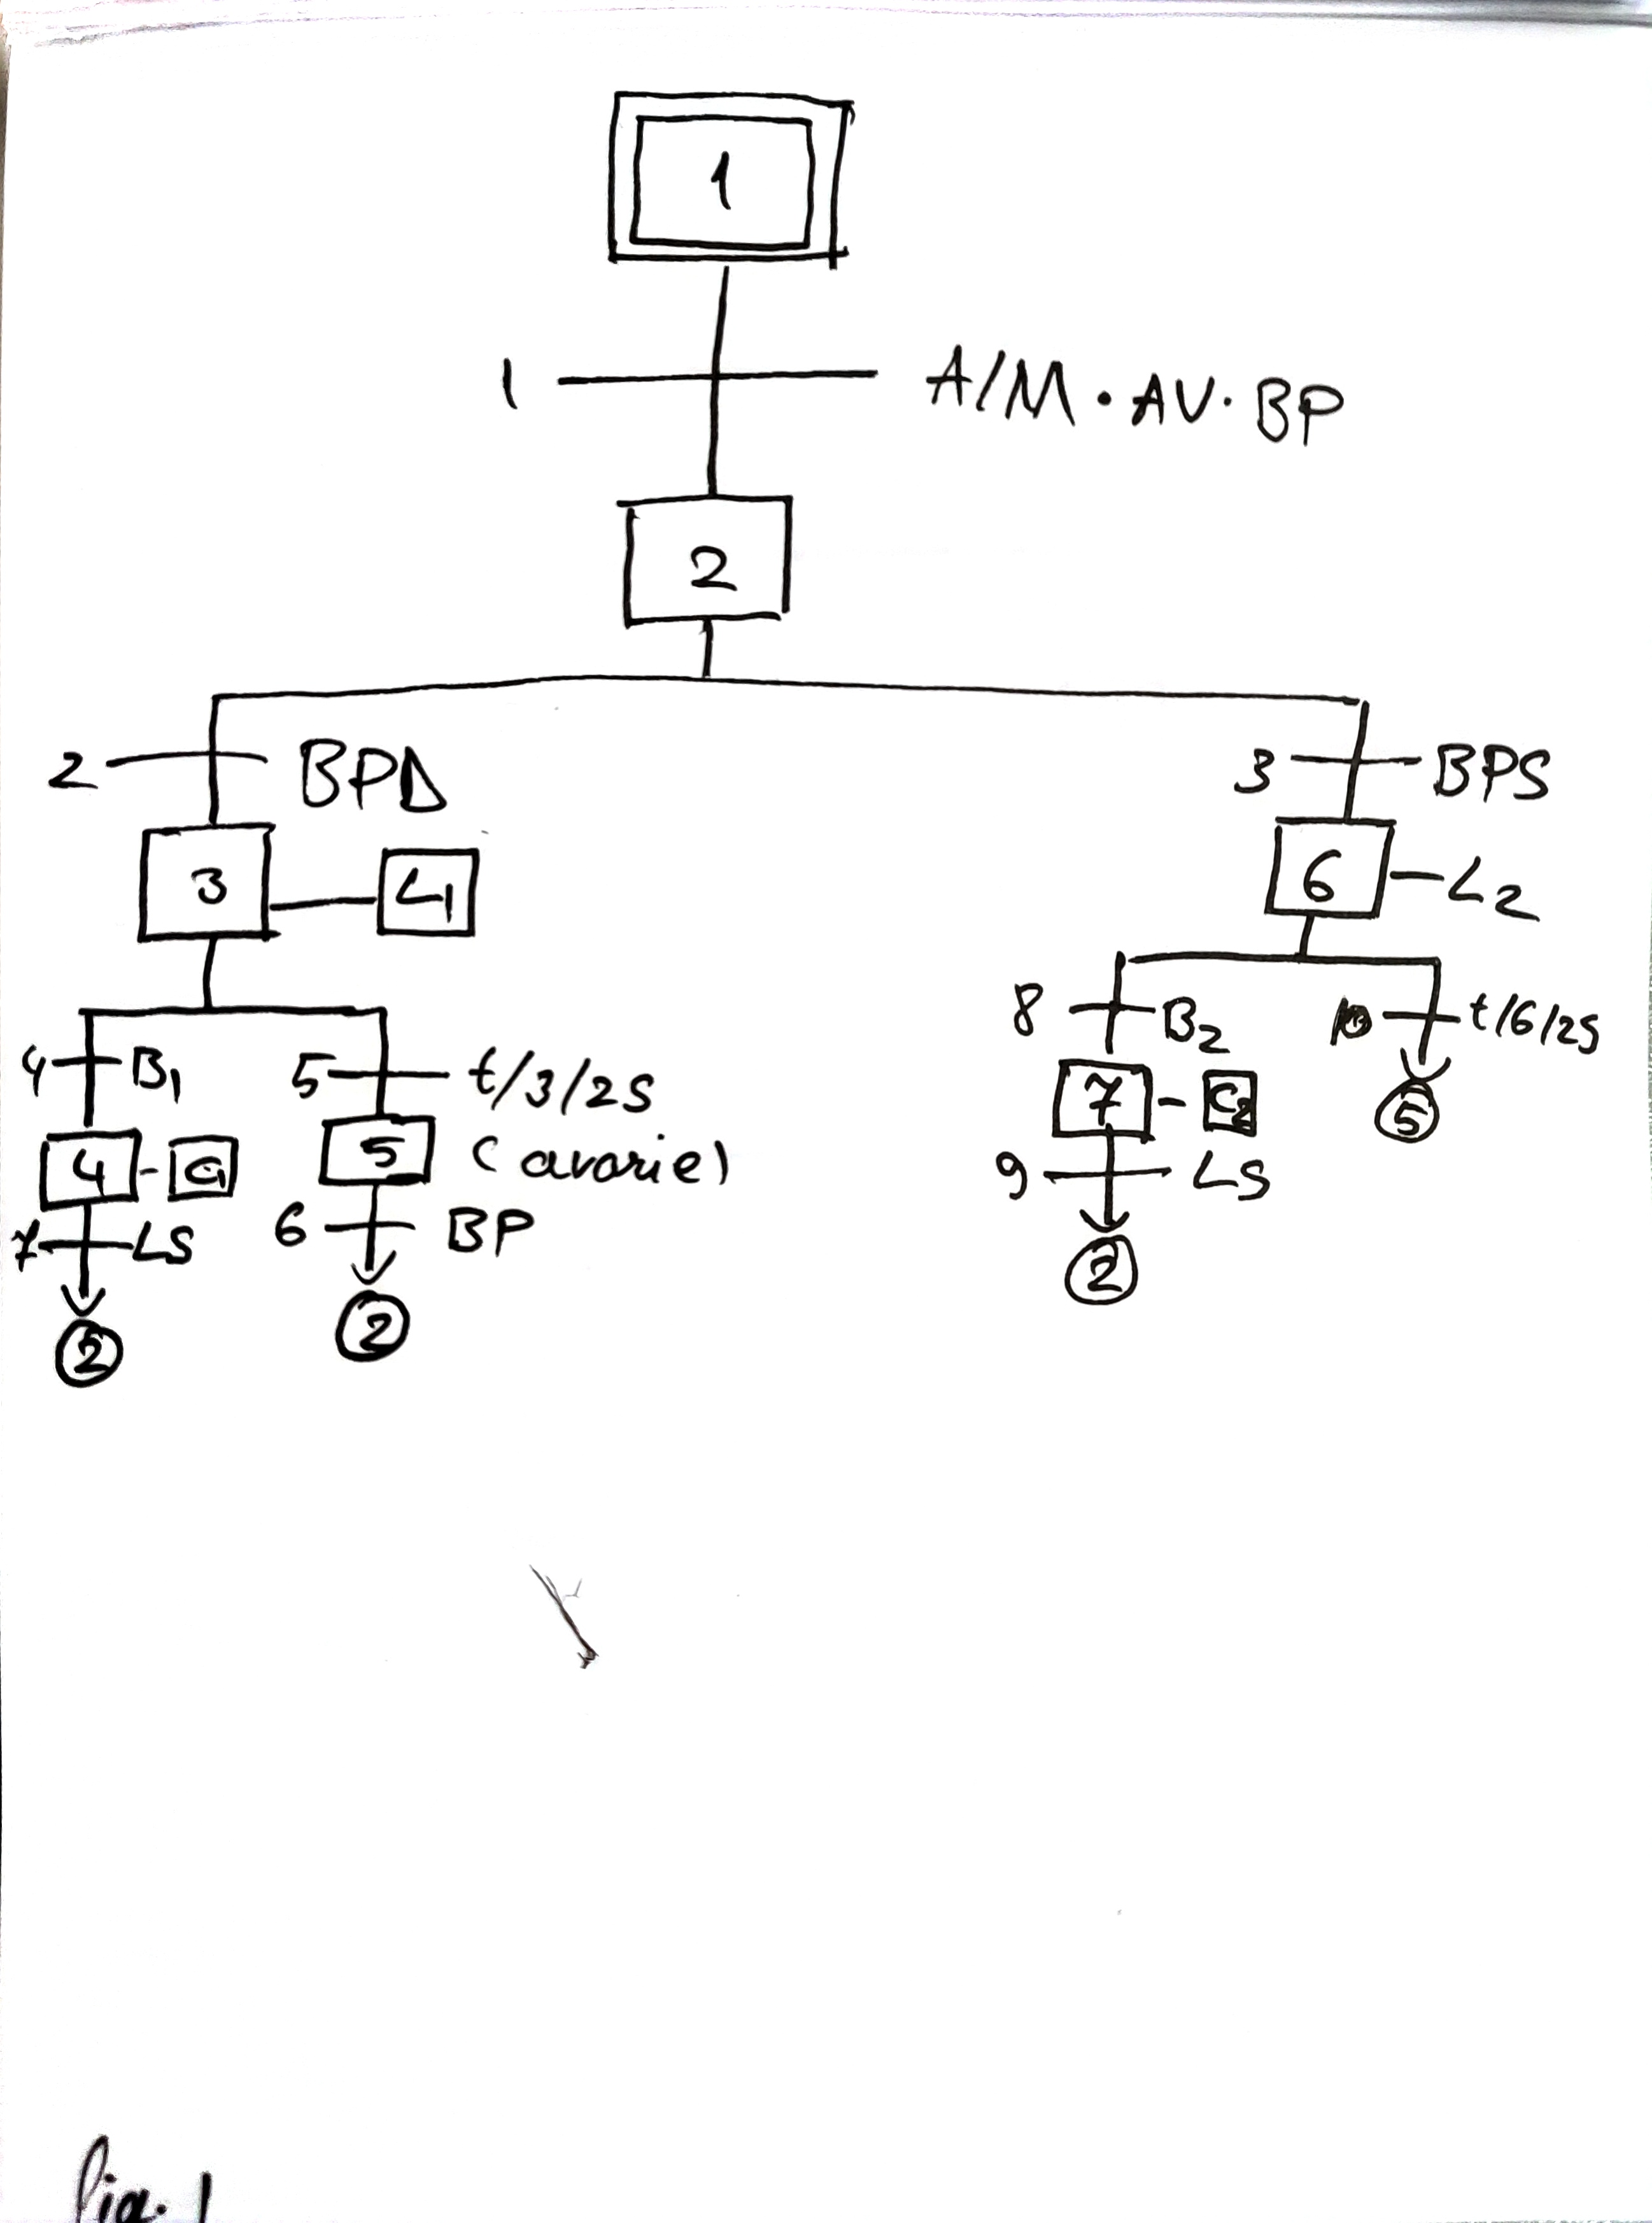 1
1 A/M · AV · BP
2
2 BPD 3 BPS
3 L1 6 L2
4 B1 5 t/3/2s 8 B2 10 t/6/2s
4 C1 5 (avarie) 7 C2 5
7 LS 6 BP 9 LS
2 2 2
fig. 1